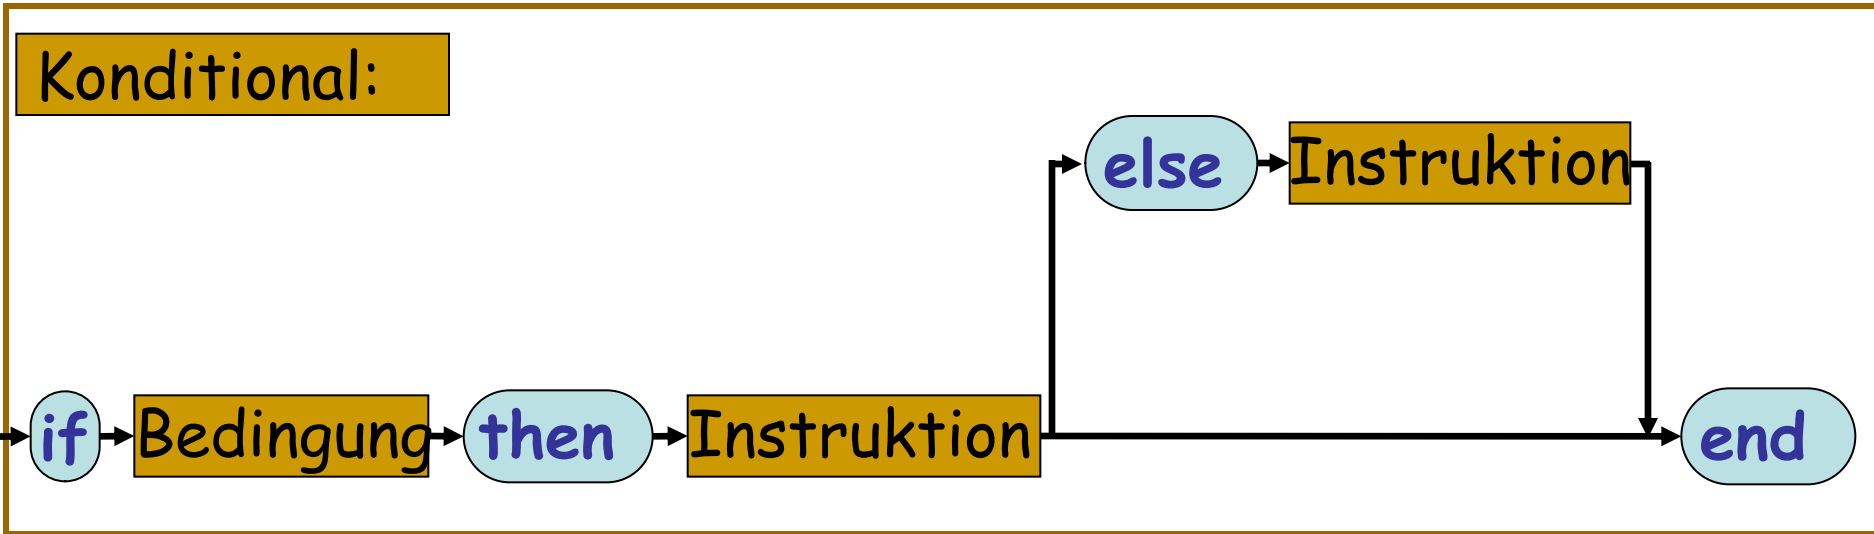 Konditional:
else Instruktion
if Bedingung then Instruktion end